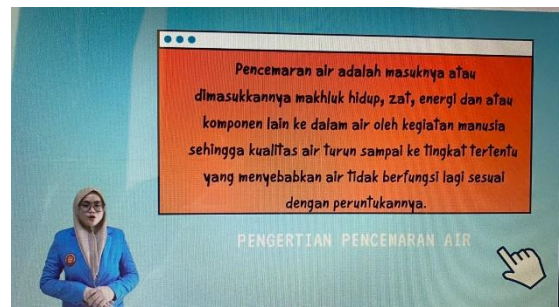 Pencemaran air adalah masuknya atau
dimasukkannya makhluk hidup, zat, energi dan atau
komponen lain ke dalam air oleh kegiatan manusia
sehingga kualitas air turun sampai ke tingkat tertentu
yang menyebabkan air tidak berfungsi lagi sesuai
dengan peruntukannya.
PENGERTIAN PENCEMARAN AIR